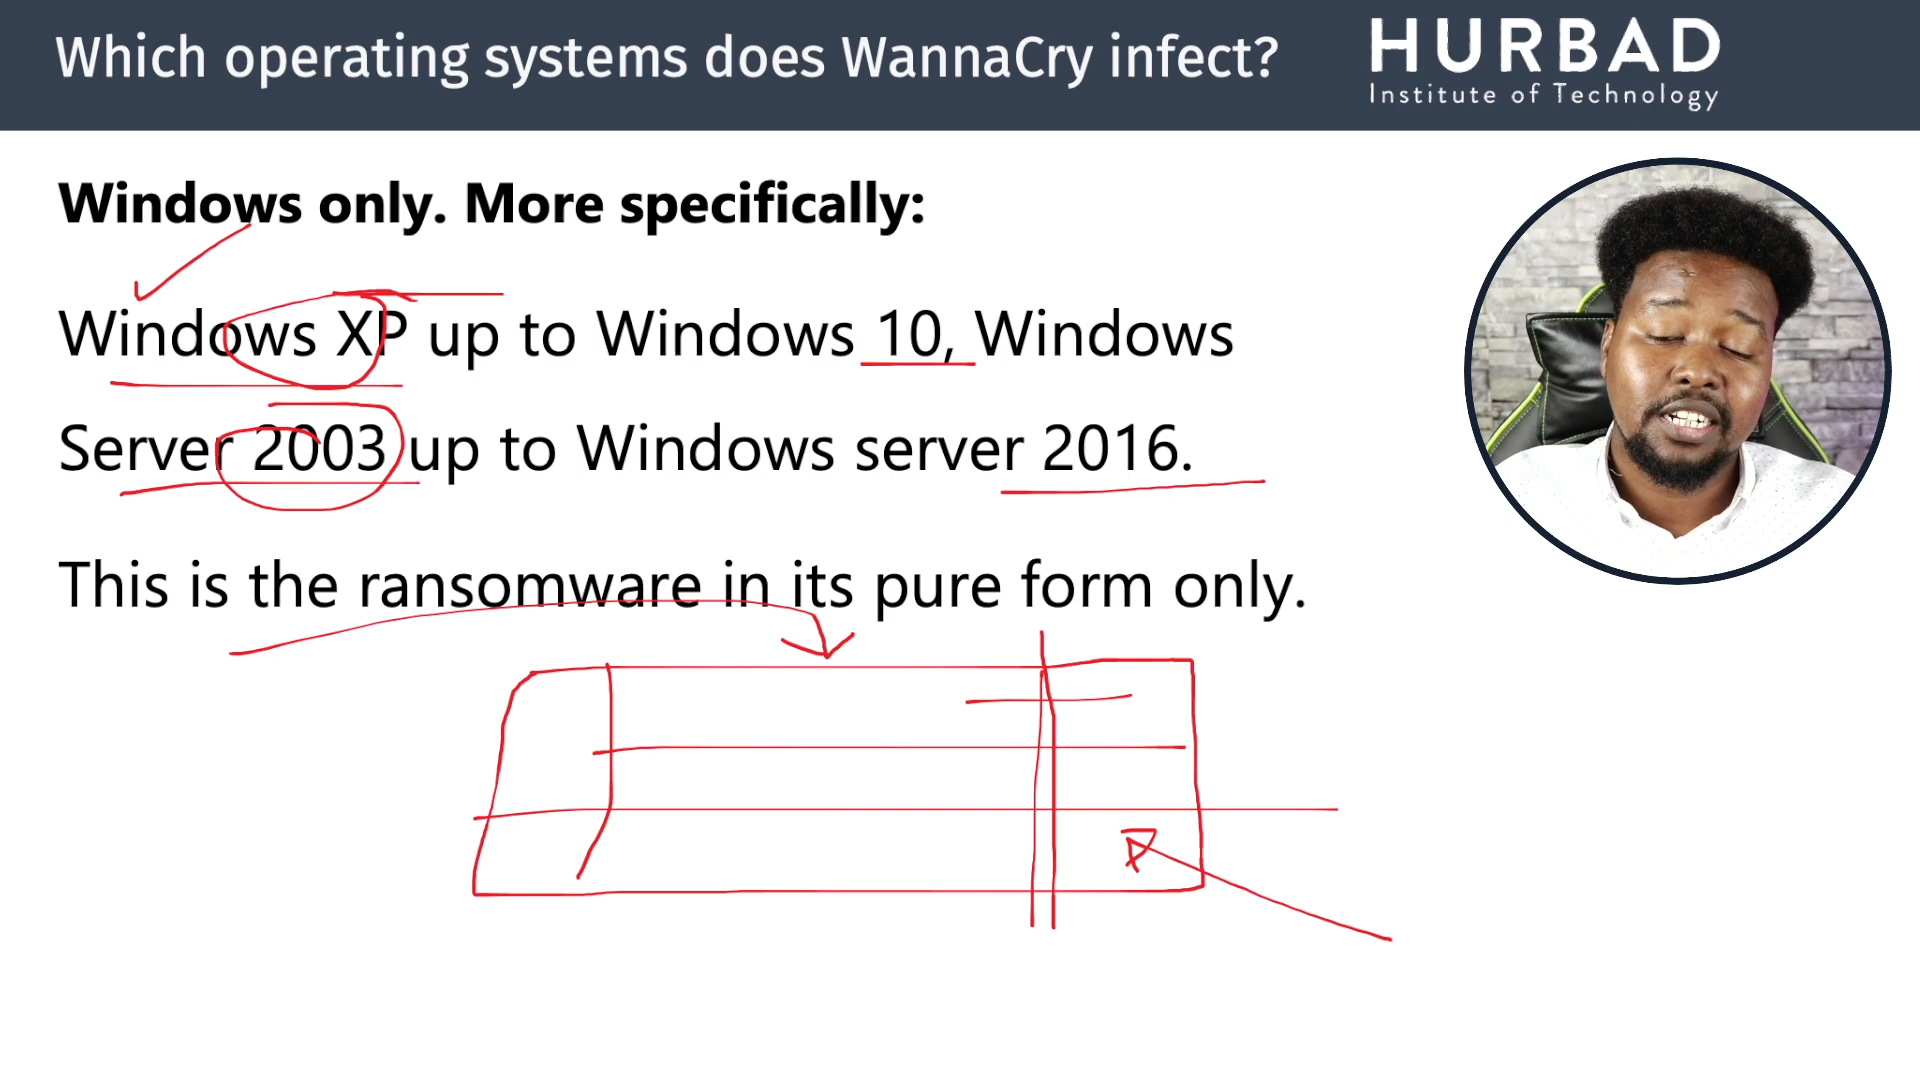 Which operating systems does WannaCry infect?
HURBAD
Institute of Technology
Windows only. More specifically:
Windows XP up to Windows 10, Windows
Server 2003 up to Windows server 2016.
This is the ransomware in its pure form only.